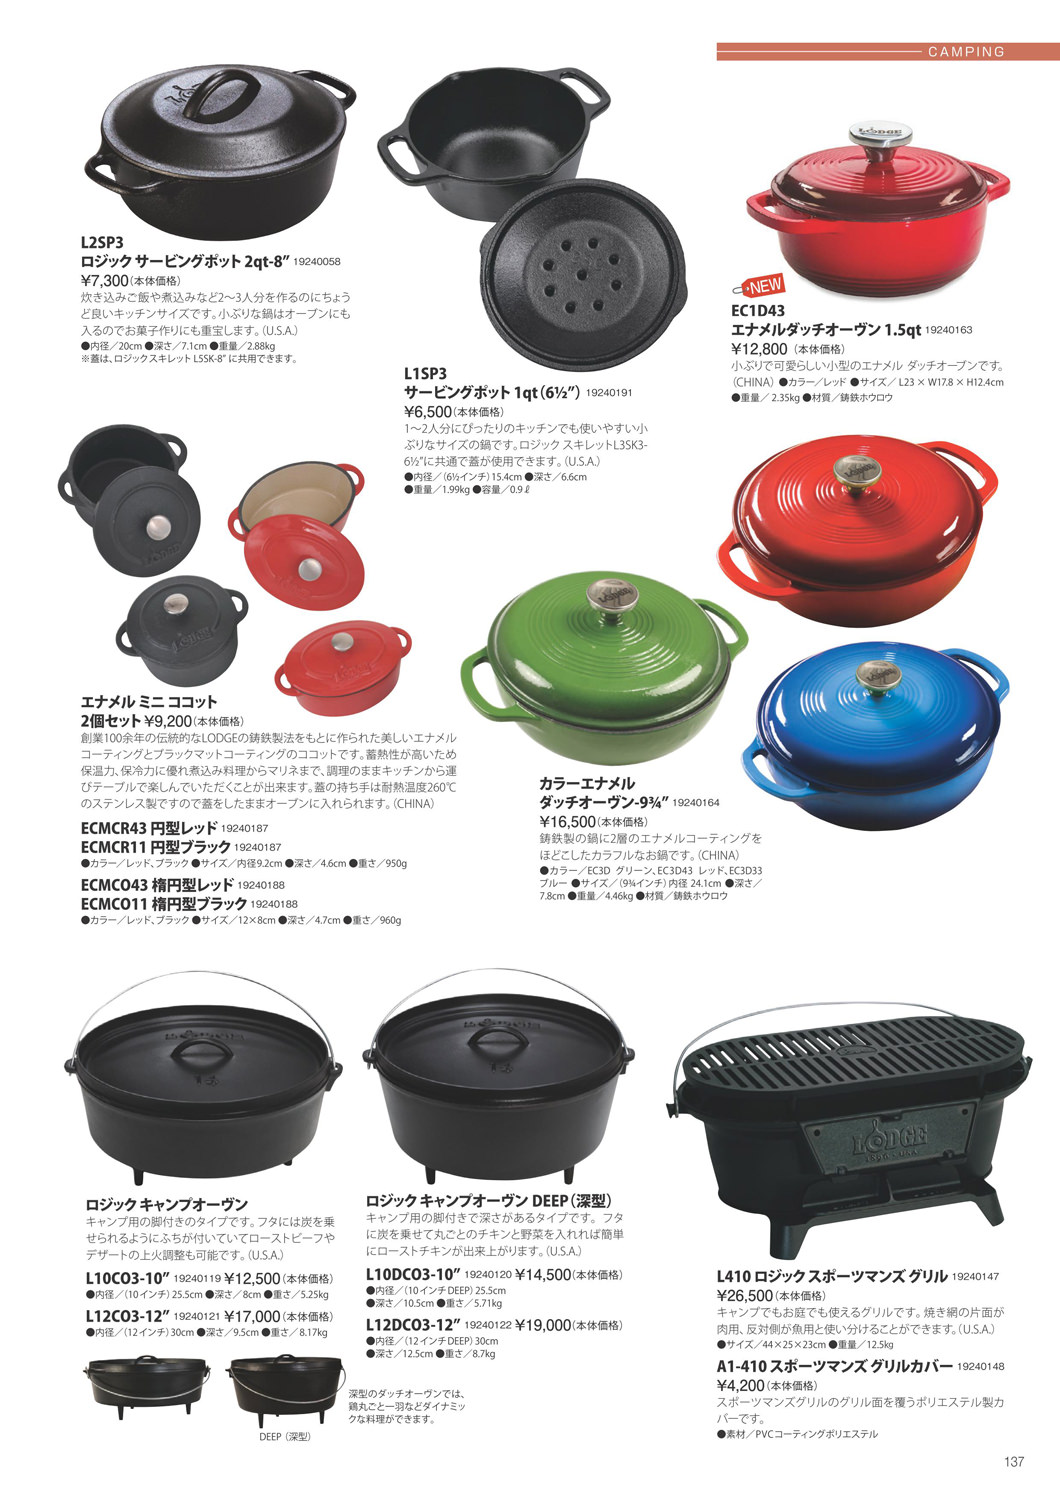 CAMPING
L2SP3
ロジック サービングポット 2qt-8″ 19240058
¥7,300(本体価格)
炊き込みご飯や煮込みなど2〜3人分を作るのにちょう
ど良いキッチンサイズです。小ぶりな鍋はオーブンにも
入るのでお菓子作りにも重宝します。(U.S.A.)
●内径／20cm ●深さ／7.1cm ●重量／2.88kg
※蓋は、ロジックスキレット L5SK-8″ に共用できます。
L1SP3
サービングポット 1qt(6½″) 19240191
¥6,500(本体価格)
1〜2人分にぴったりのキッチンでも使いやすい小
ぶりなサイズの鍋です。ロジック スキレットL3SK3-
6½″に共通で蓋が使用できます。(U.S.A.)
●内径／(6½インチ) 15.4cm ●深さ／6.6cm
●重量／1.99kg ●容量／0.9ℓ
LODGE
NEW
EC1D43
エナメルダッチオーヴン 1.5qt 19240163
¥12,800 (本体価格)
小ぶりで可愛らしい小型のエナメル ダッチオーブンです。
(CHINA) ●カラー／レッド ●サイズ／ L23 × W17.8 × H12.4cm
●重量／ 2.35kg ●材質／鋳鉄ホウロウ
エナメル ミニ ココット
2個セット ¥9,200(本体価格)
創業100余年の伝統的なLODGEの鋳鉄製法をもとに作られた美しいエナメル
コーティングとブラックマットコーティングのココットです。蓄熱性が高いため
保温力、保冷力に優れ煮込み料理からマリネまで、調理のままキッチンから運
びテーブルで楽しんでいただくことが出来ます。蓋の持ち手は耐熱温度260℃
のステンレス製ですので蓋をしたままオーブンに入れられます。(CHINA)
ECMCR43 円型レッド 19240187
ECMCR11 円型ブラック 19240187
●カラー／レッド、ブラック ●サイズ／内径9.2cm ●深さ／4.6cm ●重さ／950g
ECMCO43 楕円型レッド 19240188
ECMCO11 楕円型ブラック 19240188
●カラー／レッド、ブラック ●サイズ／12×8cm ●深さ／4.7cm ●重さ／960g
カラーエナメル
ダッチオーヴン-9¾″ 19240164
¥16,500(本体価格)
鋳鉄製の鍋に2層のエナメルコーティングを
ほどこしたカラフルなお鍋です。(CHINA)
●カラー／EC3D グリーン、EC3D43 レッド、EC3D33
ブルー ●サイズ／(9¾インチ) 内径 24.1cm ●深さ／
7.8cm ●重量／4.46kg ●材質／鋳鉄ホウロウ
ロジック キャンプオーヴン
キャンプ用の脚付きのタイプです。フタには炭を乗
せられるようにふちが付いていてローストビーフや
デザートの上火調整も可能です。(U.S.A.)
L10CO3-10″ 19240119 ¥12,500(本体価格)
●内径／(10インチ) 25.5cm ●深さ／8cm ●重さ／5.25kg
L12CO3-12″ 19240121 ¥17,000(本体価格)
●内径／(12インチ) 30cm ●深さ／9.5cm ●重さ／8.17kg
ロジック キャンプオーヴン DEEP(深型)
キャンプ用の脚付きで深さがあるタイプです。フタ
に炭を乗せて丸ごとのチキンと野菜を入れれば簡単
にローストチキンが出来上がります。(U.S.A.)
L10DCO3-10″ 19240120 ¥14,500(本体価格)
●内径／(10インチDEEP) 25.5cm
●深さ／10.5cm ●重さ／5.71kg
L12DCO3-12″ 19240122 ¥19,000(本体価格)
●内径／(12インチDEEP) 30cm
●深さ／12.5cm ●重さ／8.7kg
深型のダッチオーヴンでは、
鶏丸ごと一羽などダイナミッ
クな料理ができます。
DEEP (深型)
LODGE
L410 ロジック スポーツマンズ グリル 19240147
¥26,500(本体価格)
キャンプでもお庭でも使えるグリルです。焼き網の片面が
肉用、反対側が魚用と使い分けることができます。(U.S.A.)
●サイズ／44×25×23cm ●重量／12.5kg
A1-410 スポーツマンズ グリルカバー 19240148
¥4,200(本体価格)
スポーツマンズグリルのグリル面を覆うポリエステル製カ
バーです。
●素材／PVCコーティングポリエステル
137